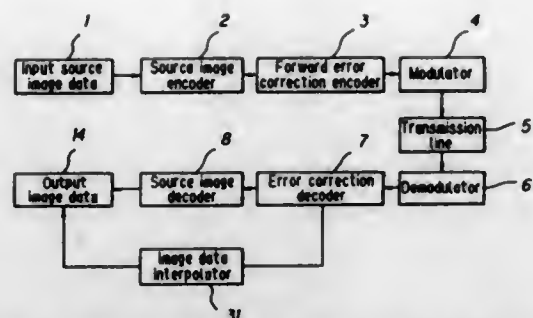 1
2
3
4
Input source
image data
Source image
encoder
Forward error
correction encoder
Modulator
Transmission
line
5
14
8
7
Output
image data
Source image
decoder
Error correction
decoder
Demodulator
6
Image data
interpolator
31